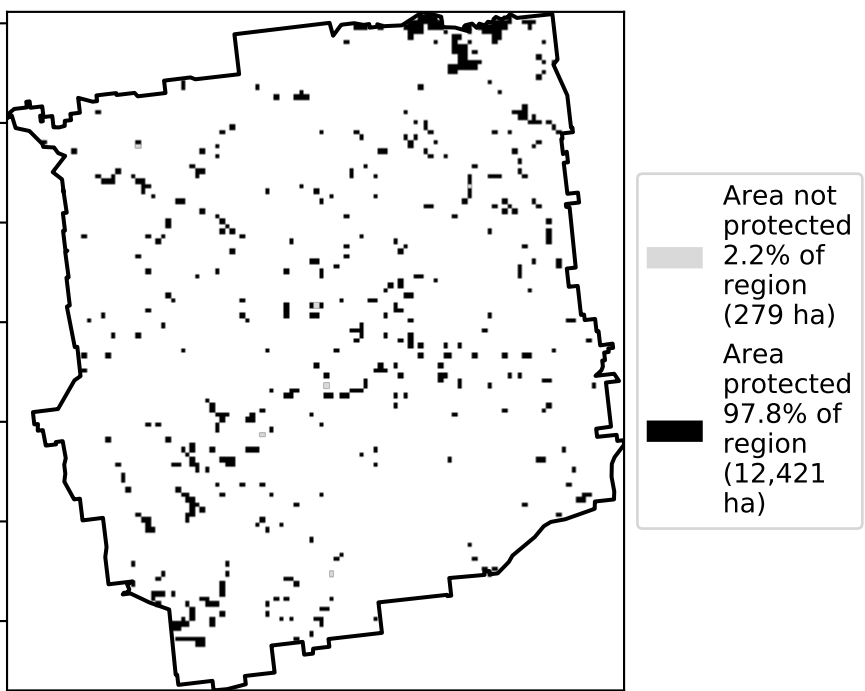 Area not
protected
2.2% of
region
(279 ha)
Area
protected
97.8% of
region
(12,421
ha)